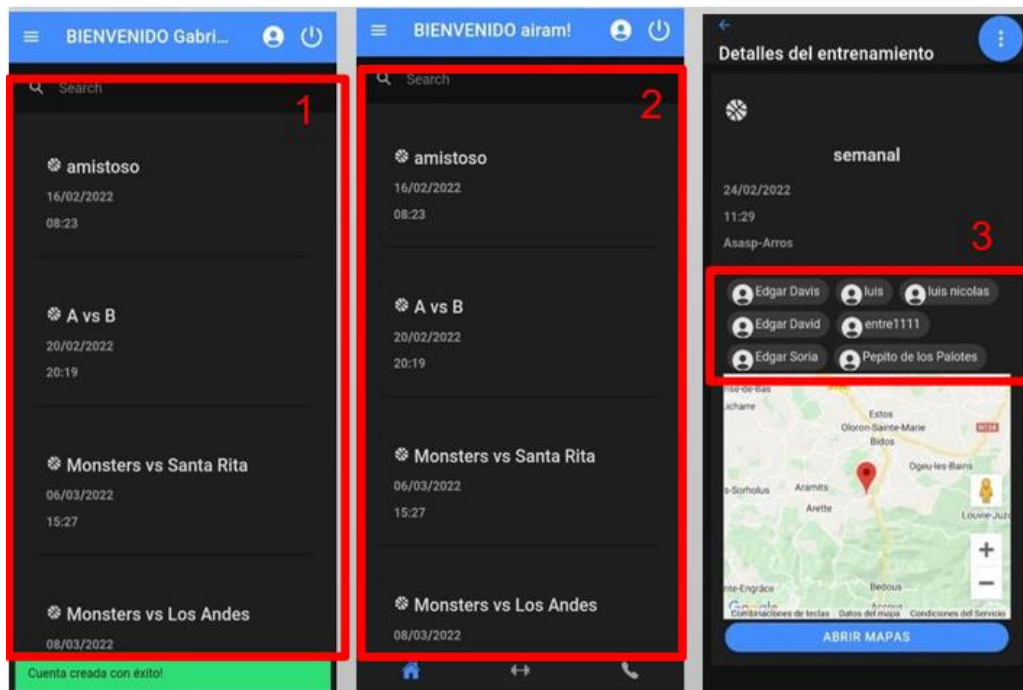 BIENVENIDO Gabri...
Search
1
amistoso
16/02/2022
08:23
A vs B
20/02/2022
20:19
Monsters vs Santa Rita
06/03/2022
15:27
Monsters vs Los Andes
08/03/2022
Cuenta creada con éxito!
BIENVENIDO airam!
Search
2
amistoso
16/02/2022
08:23
A vs B
20/02/2022
20:19
Monsters vs Santa Rita
06/03/2022
15:27
Monsters vs Los Andes
08/03/2022
Detalles del entrenamiento
semanal
24/02/2022
11:29
Asasp-Arros
3
Edgar Davis luis luis nicolas
Edgar David entre1111
Edgar Soria Pepito de los Palotes
Estos
Oloron-Sainte-Marie
N134
Bidos
Ogeu-les-Bains
Aramits
Arette
Bedous
Google
Combinaciones de teclas Datos del mapa Condiciones del Servicio
ABRIR MAPAS